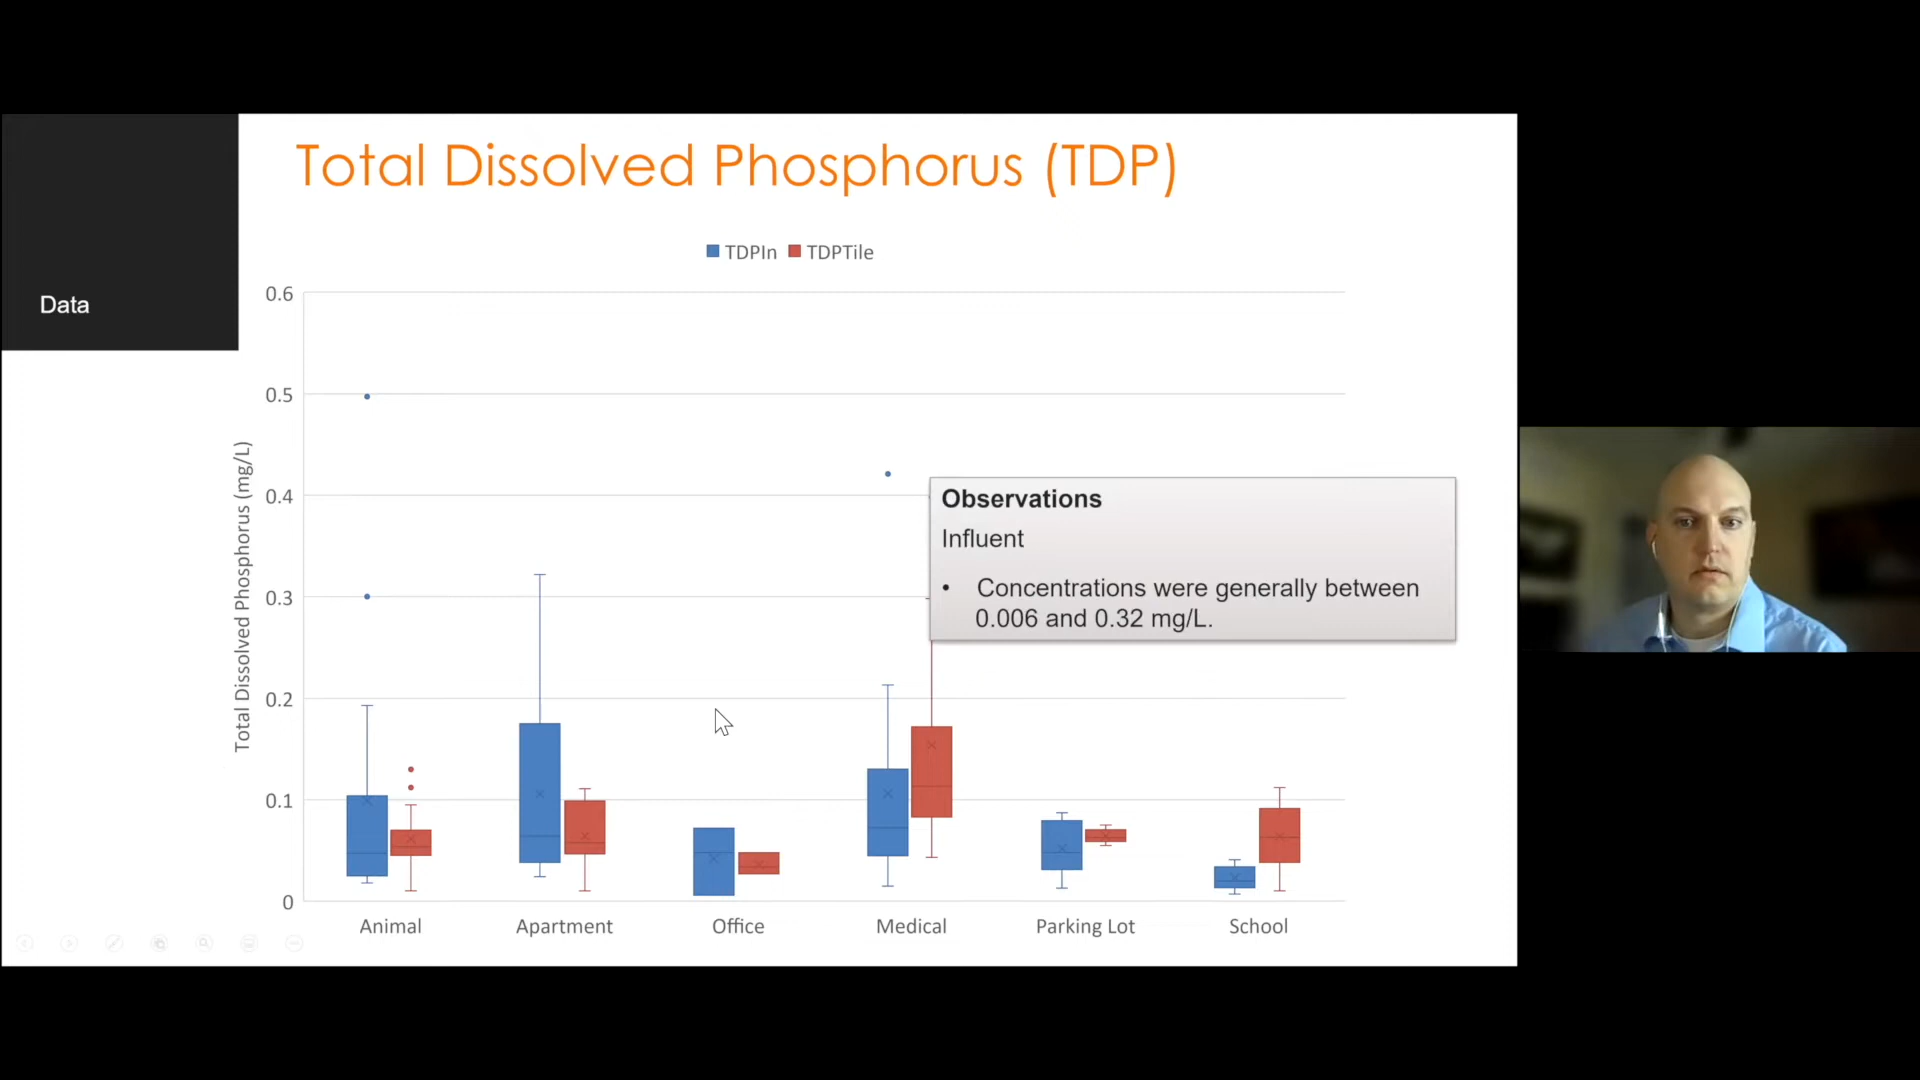 Total Dissolved Phosphorus (TDP)
Data
TDPIn TDPTile
Total Dissolved Phosphorus (mg/L)
0.6
0.5
0.4
0.3
0.2
0.1
0
Observations
Influent
• Concentrations were generally between
0.006 and 0.32 mg/L.
Animal Apartment Office Medical Parking Lot School